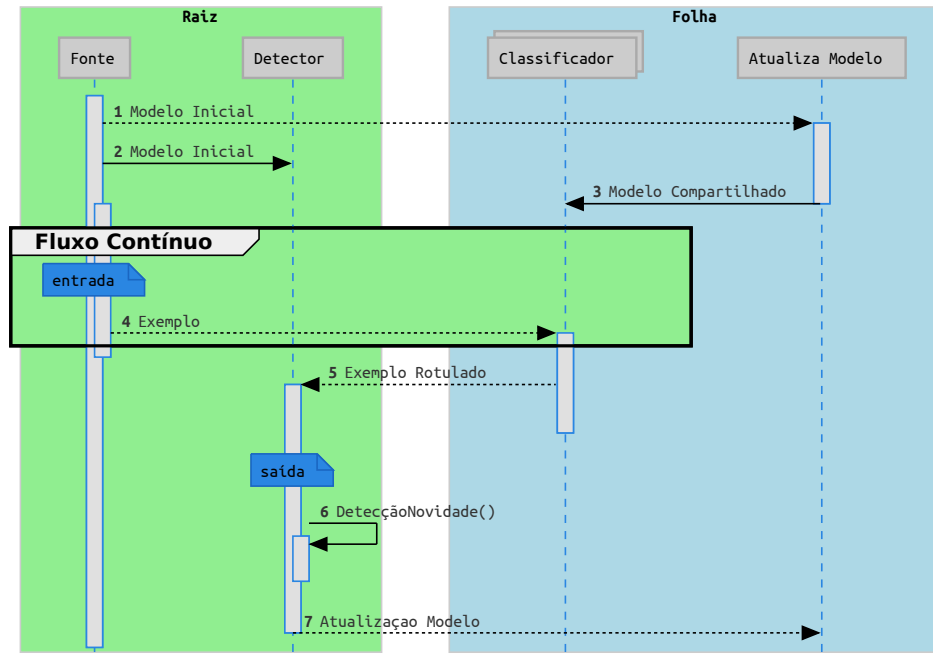 Raiz
Folha
Fonte
Detector
Classificador
Atualiza Modelo
1 Modelo Inicial
2 Modelo Inicial
3 Modelo Compartilhado
Fluxo Contínuo
entrada
4 Exemplo
5 Exemplo Rotulado
saída
6 DetecçãoNovidade()
7 Atualizaçao Modelo